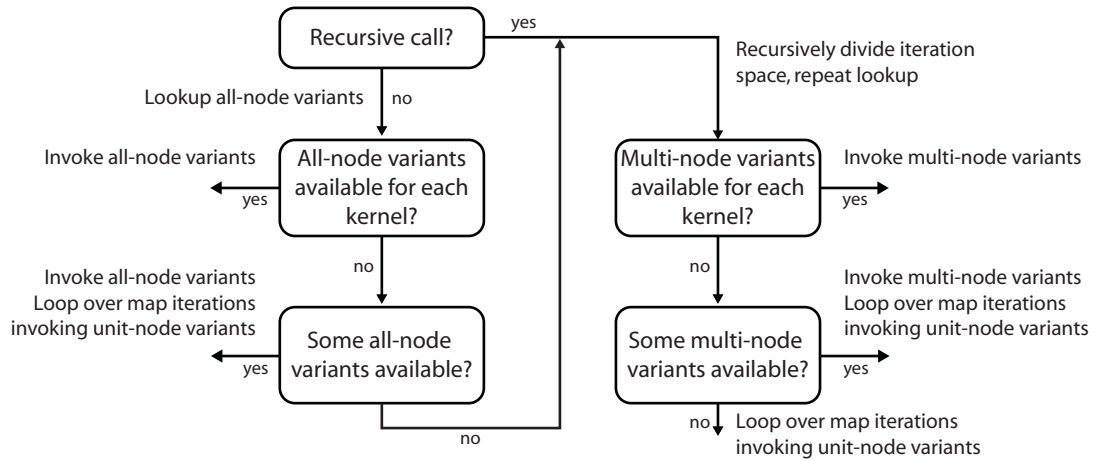 Recursive call?
yes
Recursively divide iteration
space, repeat lookup
Lookup all-node variants
no
Invoke all-node variants
yes
All-node variants
available for each
kernel?
Multi-node variants
available for each
kernel?
Invoke multi-node variants
yes
no
no
Invoke all-node variants
Loop over map iterations
invoking unit-node variants
yes
Some all-node
variants available?
Some multi-node
variants available?
Invoke multi-node variants
Loop over map iterations
invoking unit-node variants
yes
no
no
Loop over map iterations
invoking unit-node variants